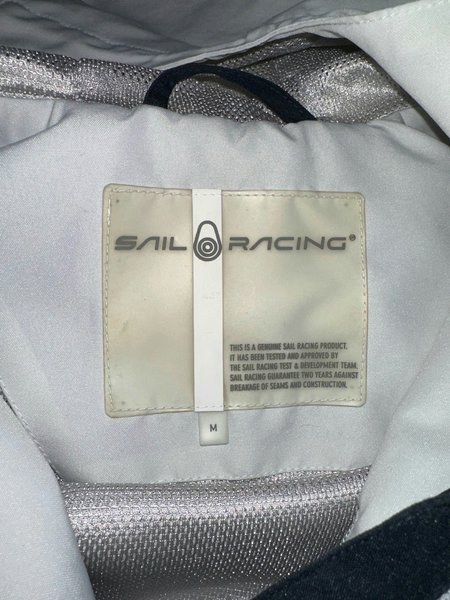 SAIL RACING®
THIS IS A GENUINE SAIL RACING PRODUCT.
IT HAS BEEN TESTED AND APPROVED BY
THE SAIL RACING TEST & DEVELOPMENT TEAM.
SAIL RACING GUARANTEE TWO YEARS AGAINST
BREAKAGE OF SEAMS AND CONSTRUCTION.
M